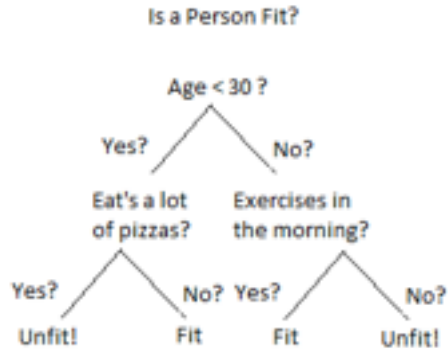 Is a Person Fit?
Age < 30 ?
Yes?
No?
Eat's a lot
of pizzas?
Exercises in
the morning?
Yes?
No?
Yes?
No?
Unfit!
Fit
Fit
Unfit!